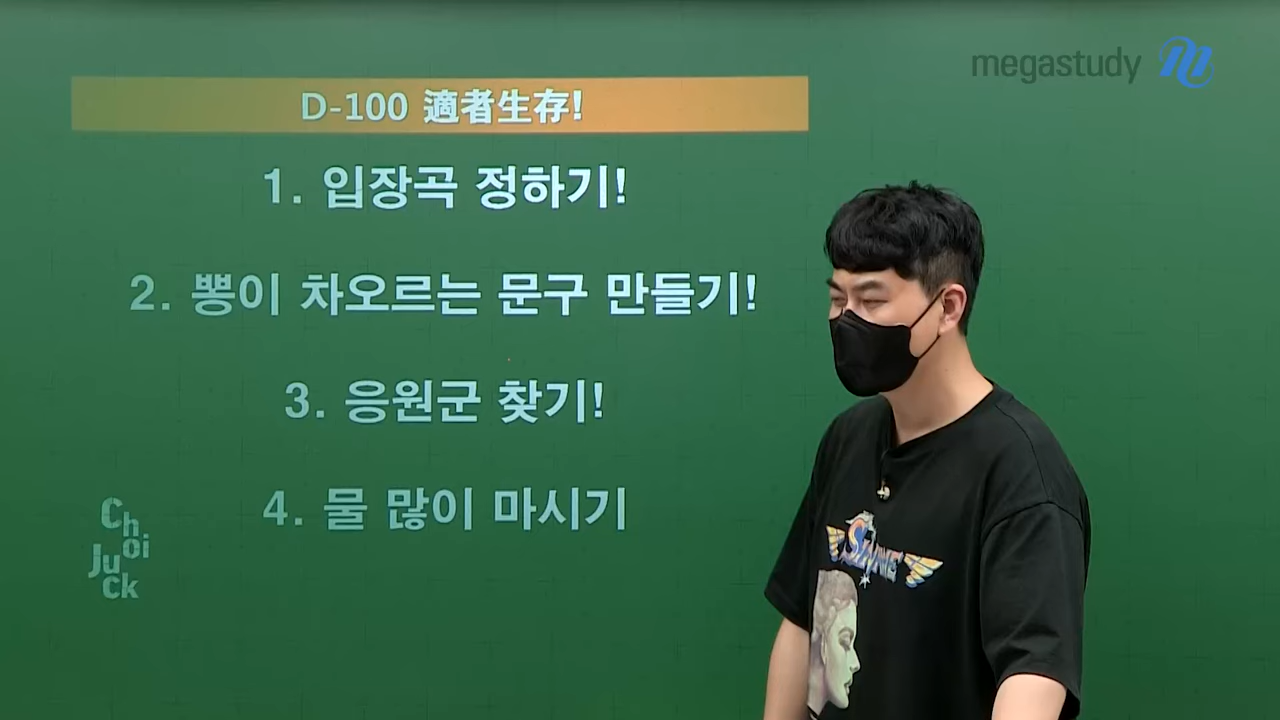 megastudy
D-100 適者生存!
1. 입장곡 정하기!
2. 뽕이 차오르는 문구 만들기!
3. 응원군 찾기!
4. 물 많이 마시기
Choi
Juck